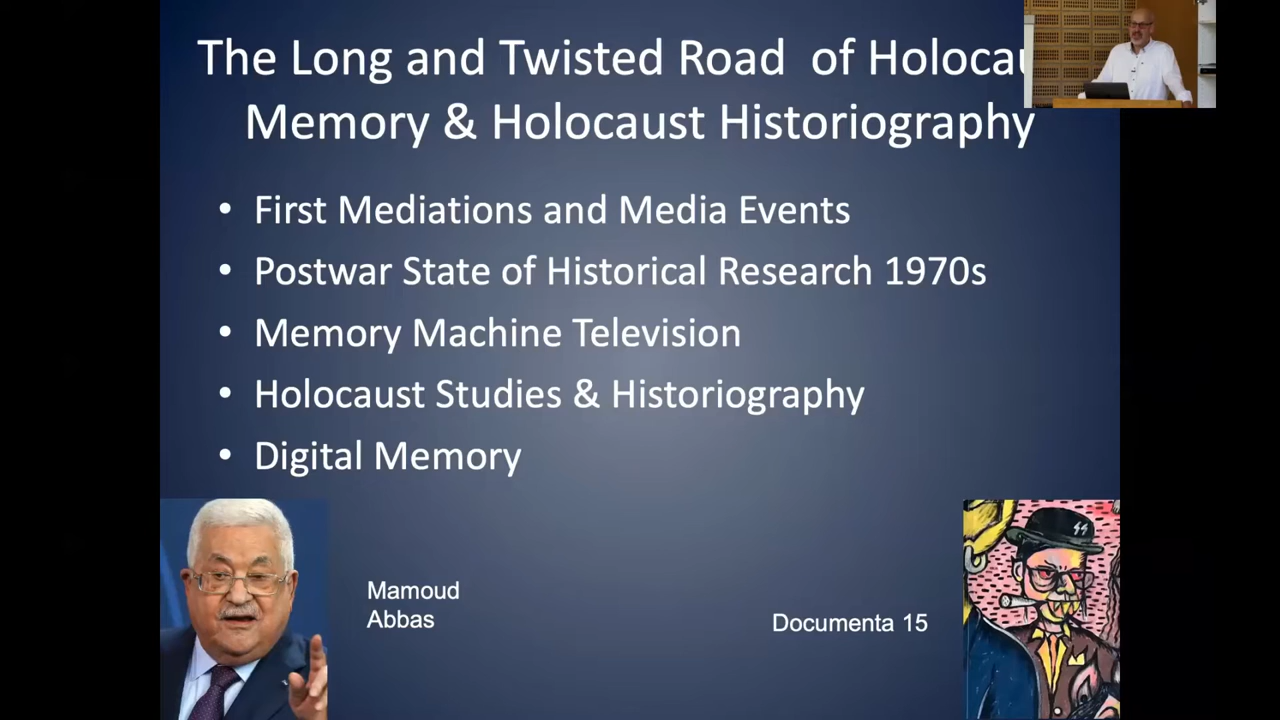 The Long and Twisted Road of Holocau
Memory & Holocaust Historiography
• First Mediations and Media Events
• Postwar State of Historical Research 1970s
• Memory Machine Television
• Holocaust Studies & Historiography
• Digital Memory
Mamoud
Abbas
Documenta 15